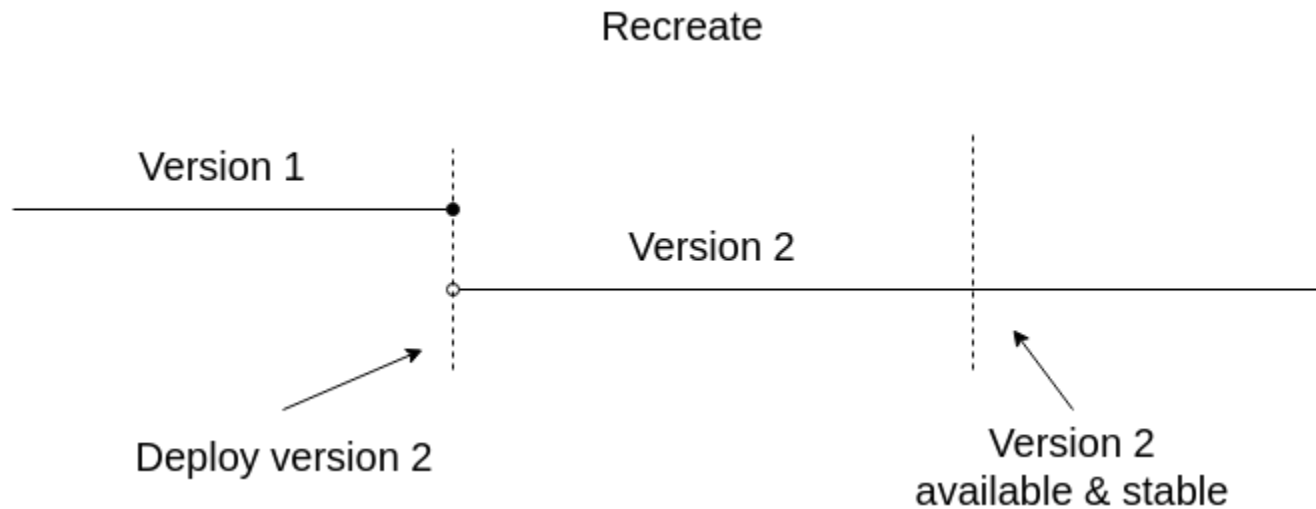 Recreate
Version 1
Version 2
Deploy version 2
Version 2
available & stable